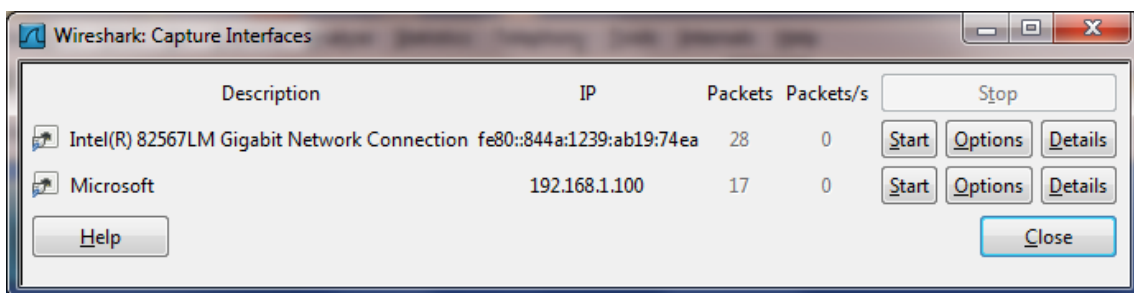 Wireshark: Capture Interfaces
Description IP Packets Packets/s Stop
Intel(R) 82567LM Gigabit Network Connection fe80::844a:1239:ab19:74ea 28 0 Start Options Details
Microsoft 192.168.1.100 17 0 Start Options Details
Help Close